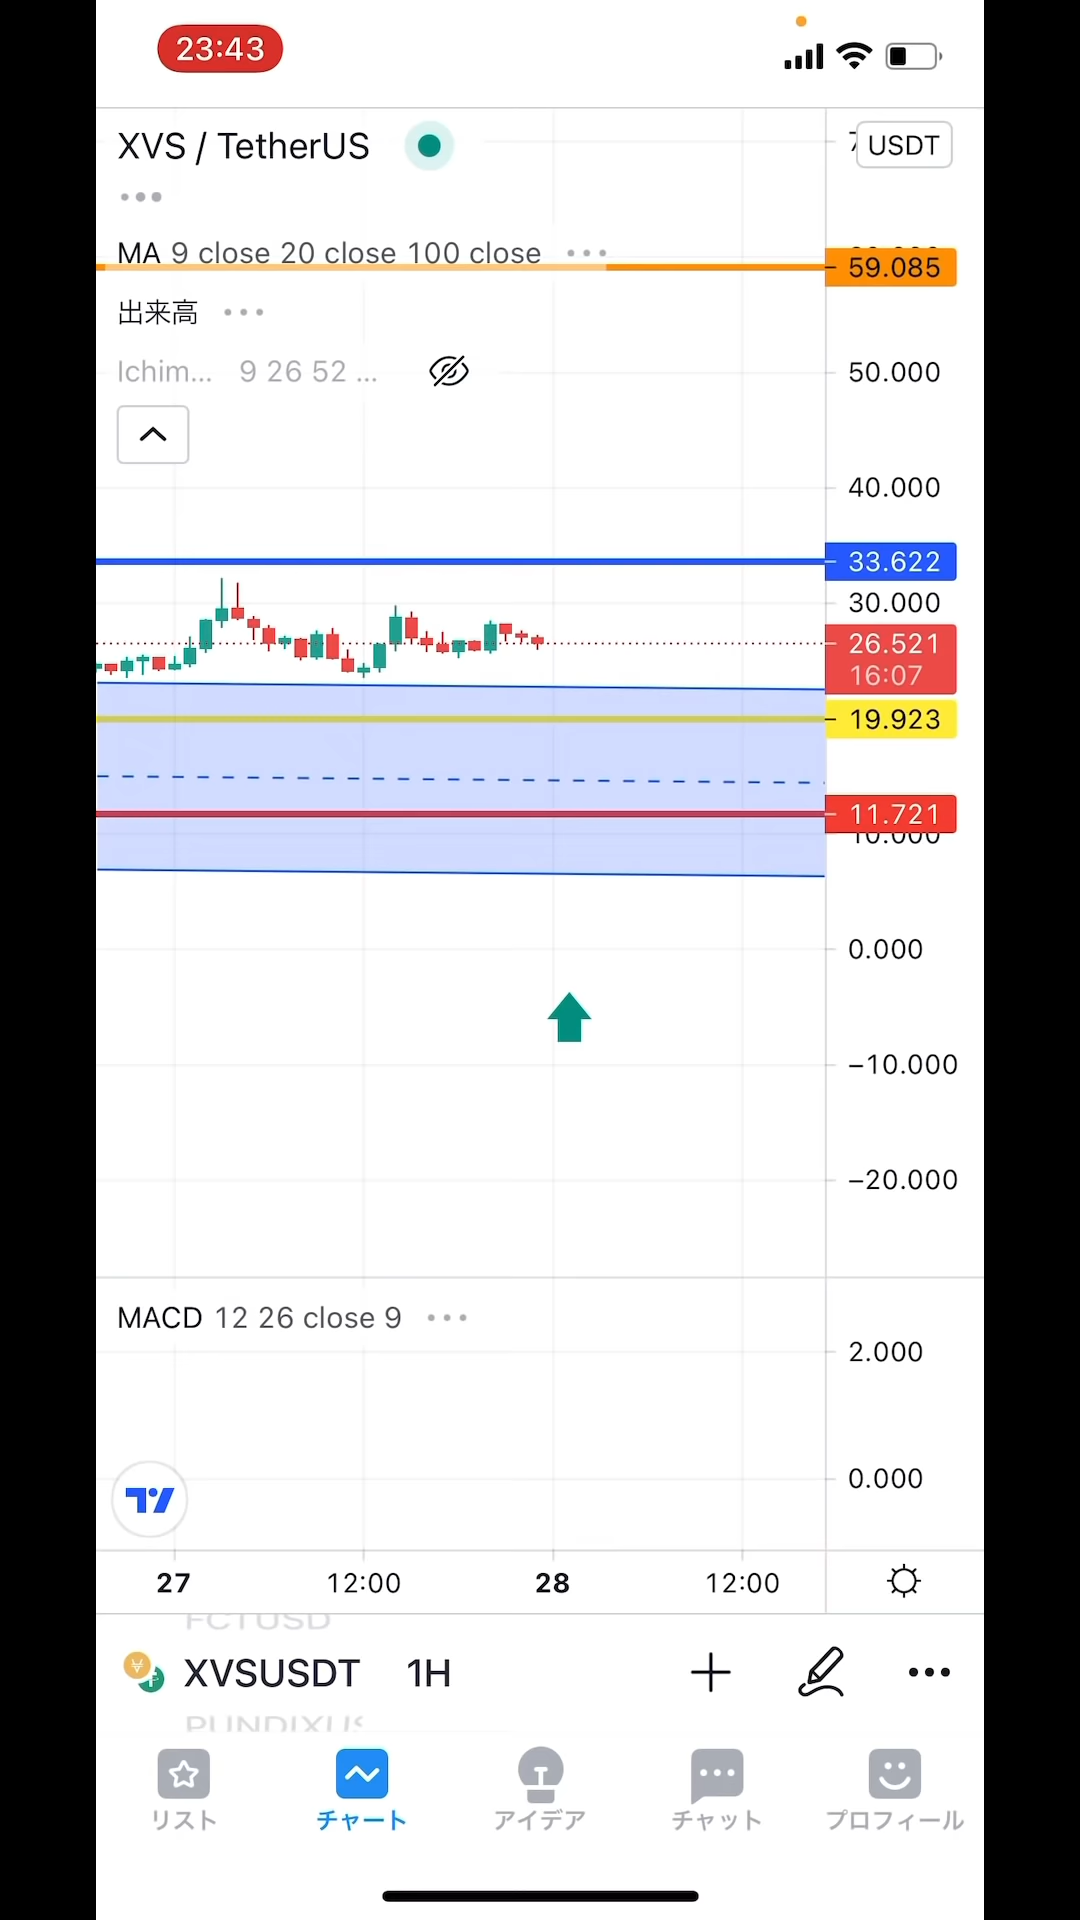 23:43
XVS / TetherUS
USDT
MA 9 close 20 close 100 close
59.085
出来高
Ichim... 9 26 52 ...
50.000
40.000
33.622
30.000
26.521
16:07
19.923
11.721
10.000
0.000
−10.000
−20.000
MACD 12 26 close 9
2.000
0.000
27 12:00 28 12:00
FCTUSD
XVSUSDT 1H
リスト チャート アイデア チャット プロフィール